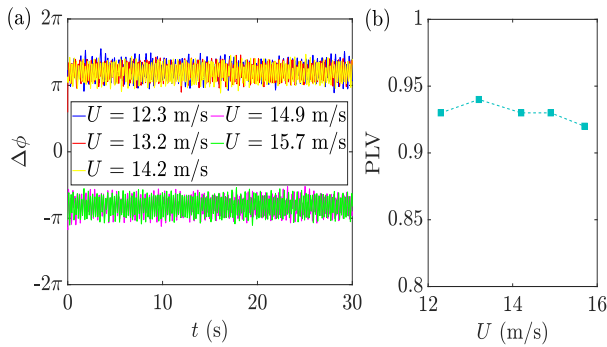 (a)
2π
π
0
-π
-2π
Δϕ
U = 12.3 m/s
U = 14.9 m/s
U = 13.2 m/s
U = 15.7 m/s
U = 14.2 m/s
0 10 20 30
t (s)
(b)
1
0.95
0.9
0.85
0.8
PLV
12 14 16
U (m/s)